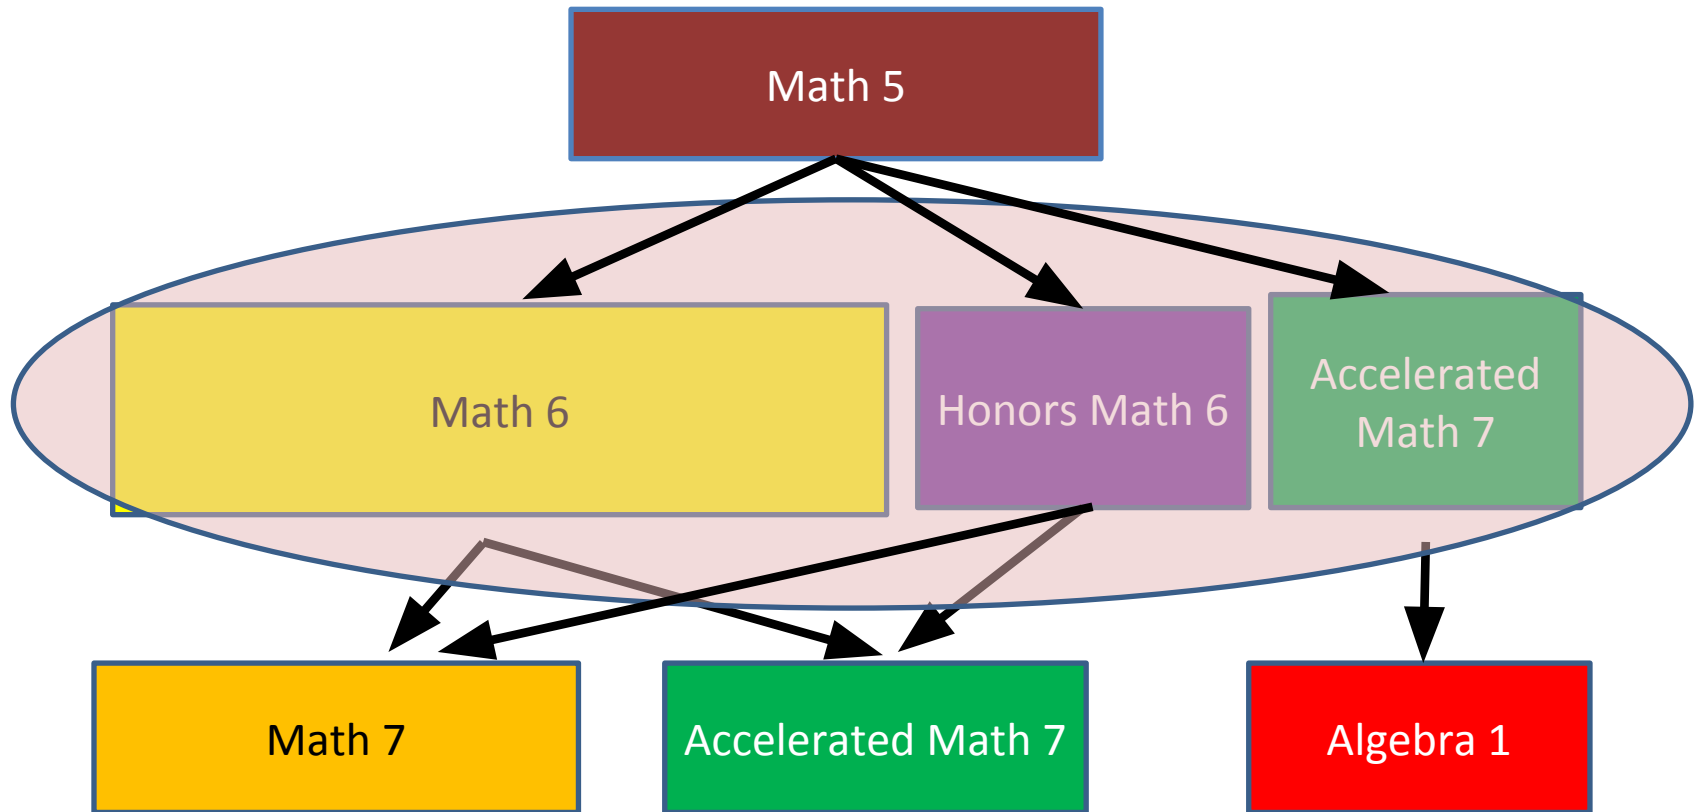 Math 5
Math 6
Honors Math 6
Accelerated
Math 7
Math 7
Accelerated Math 7
Algebra 1